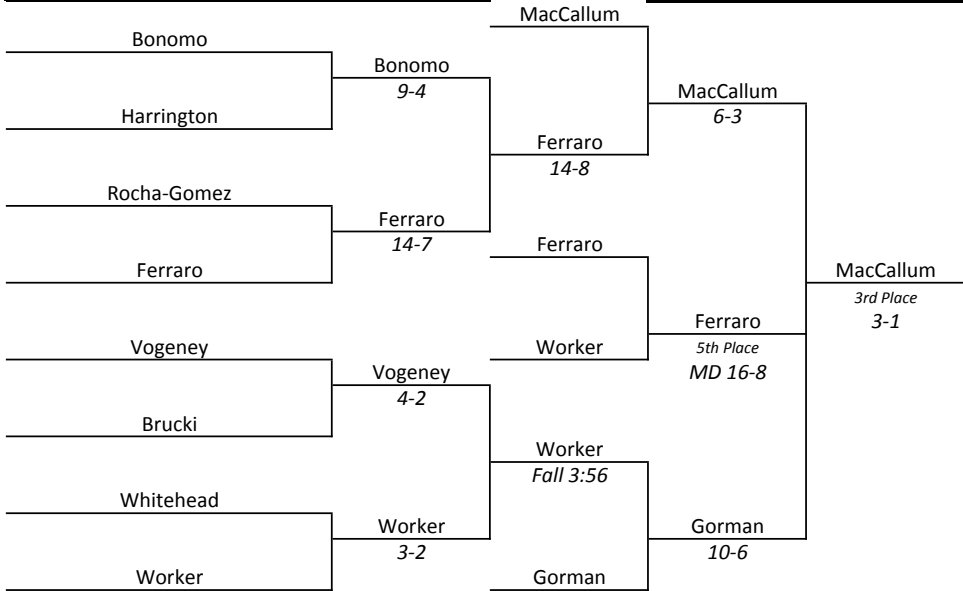 MacCallum
Bonomo
Bonomo
9-4
MacCallum
6-3
Harrington
Ferraro
14-8
Rocha-Gomez
Ferraro
14-7
Ferraro
Ferraro
MacCallum
3rd Place
3-1
Ferraro
5th Place
MD 16-8
Vogeney
Worker
Vogeney
4-2
Brucki
Worker
Fall 3:56
Whitehead
Worker
3-2
Gorman
10-6
Worker
Gorman